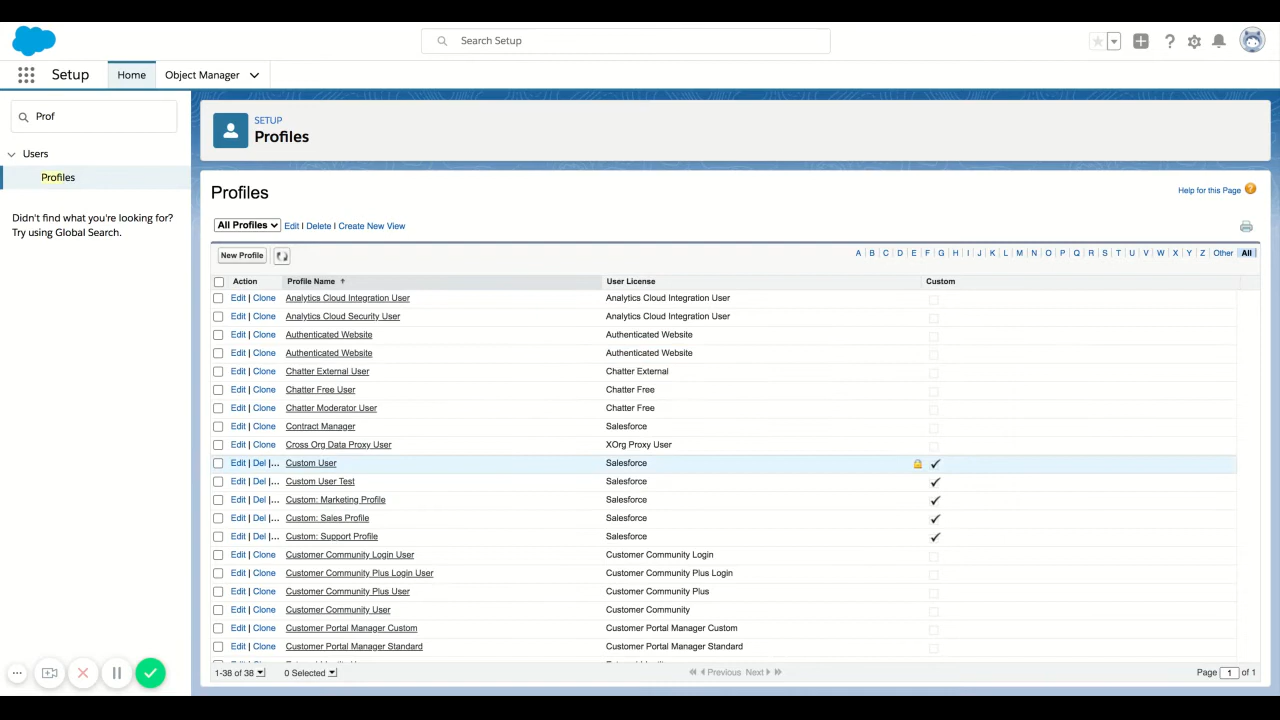 Search Setup
Setup
Home
Object Manager
Prof
Users
Profiles
Didn't find what you're looking for?
Try using Global Search.
SETUP
Profiles
Profiles
Help for this Page
All Profiles Edit | Delete | Create New View
New Profile
A | B | C | D | E | F | G | H | I | J | K | L | M | N | O | P | Q | R | S | T | U | V | W | X | Y | Z | Other | All
Action Profile Name ↑ User License Custom
Edit | Clone Analytics Cloud Integration User Analytics Cloud Integration User
Edit | Clone Analytics Cloud Security User Analytics Cloud Integration User
Edit | Clone Authenticated Website Authenticated Website
Edit | Clone Authenticated Website Authenticated Website
Edit | Clone Chatter External User Chatter External
Edit | Clone Chatter Free User Chatter Free
Edit | Clone Chatter Moderator User Chatter Free
Edit | Clone Contract Manager Salesforce
Edit | Clone Cross Org Data Proxy User XOrg Proxy User
Edit | Del |... Custom User Salesforce
Edit | Del |... Custom User Test Salesforce
Edit | Del |... Custom: Marketing Profile Salesforce
Edit | Del |... Custom: Sales Profile Salesforce
Edit | Del |... Custom: Support Profile Salesforce
Edit | Clone Customer Community Login User Customer Community Login
Edit | Clone Customer Community Plus Login User Customer Community Plus Login
Edit | Clone Customer Community Plus User Customer Community Plus
Edit | Clone Customer Community User Customer Community
Edit | Clone Customer Portal Manager Custom Customer Portal Manager Custom
Edit | Clone Customer Portal Manager Standard Customer Portal Manager Standard
1-38 of 38 0 Selected Previous Next Page 1 of 1